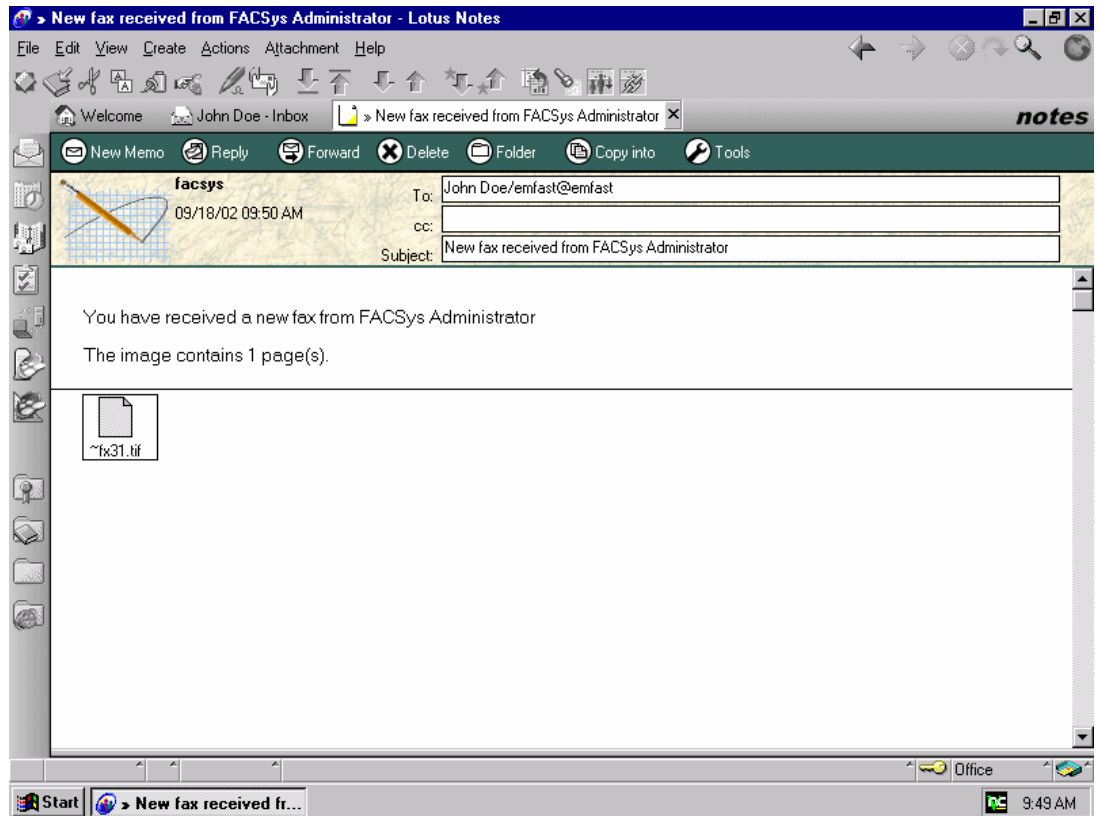 » New fax received from FACSys Administrator - Lotus Notes
File Edit View Create Actions Attachment Help
Welcome John Doe - Inbox » New fax received from FACSys Administrator notes
New Memo Reply Forward Delete Folder Copy into Tools
facsys
09/18/02 09:50 AM
To: John Doe/emfast@emfast
cc:
Subject: New fax received from FACSys Administrator
You have received a new fax from FACSys Administrator
The image contains 1 page(s).
~fx31.tif
Office
Start » New fax received fr... 9:49 AM